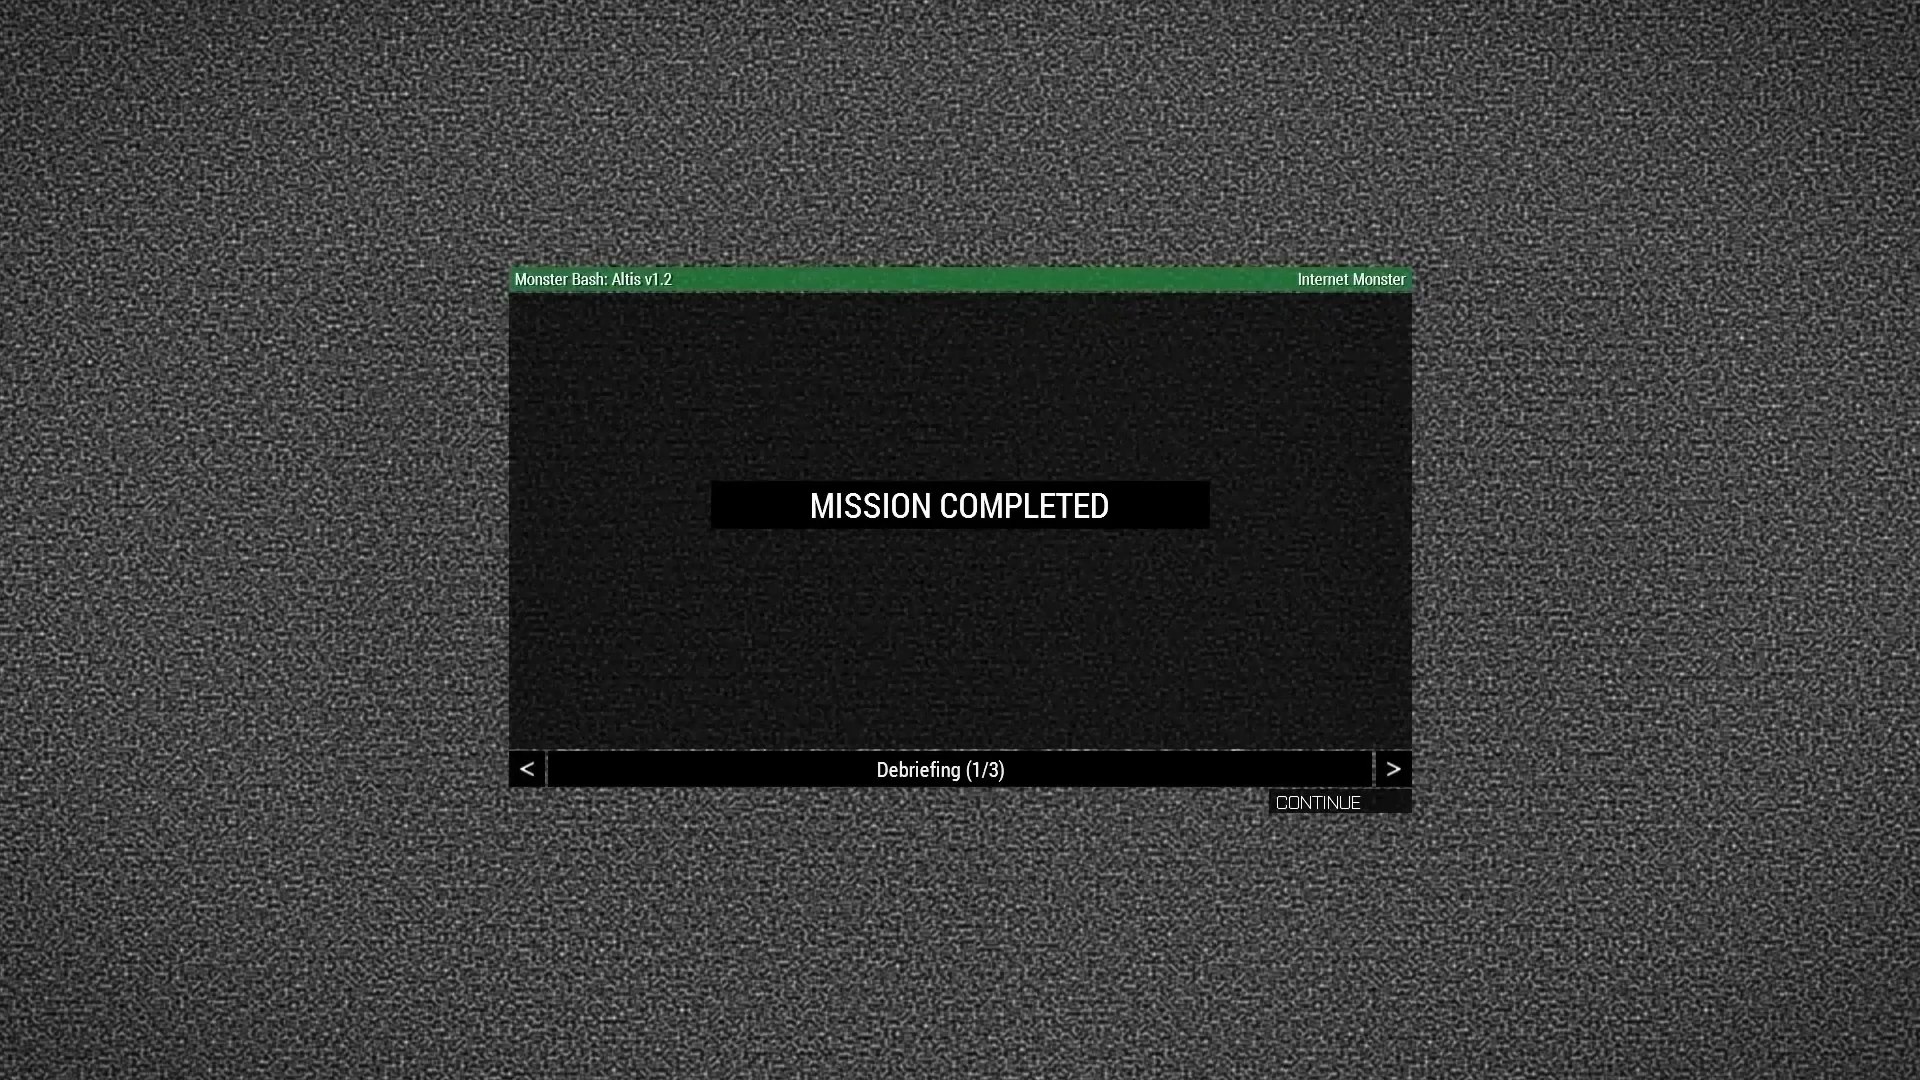 Monster Bash: Altis v1.2 Internet Monster
MISSION COMPLETED
< Debriefing (1/3) >
CONTINUE